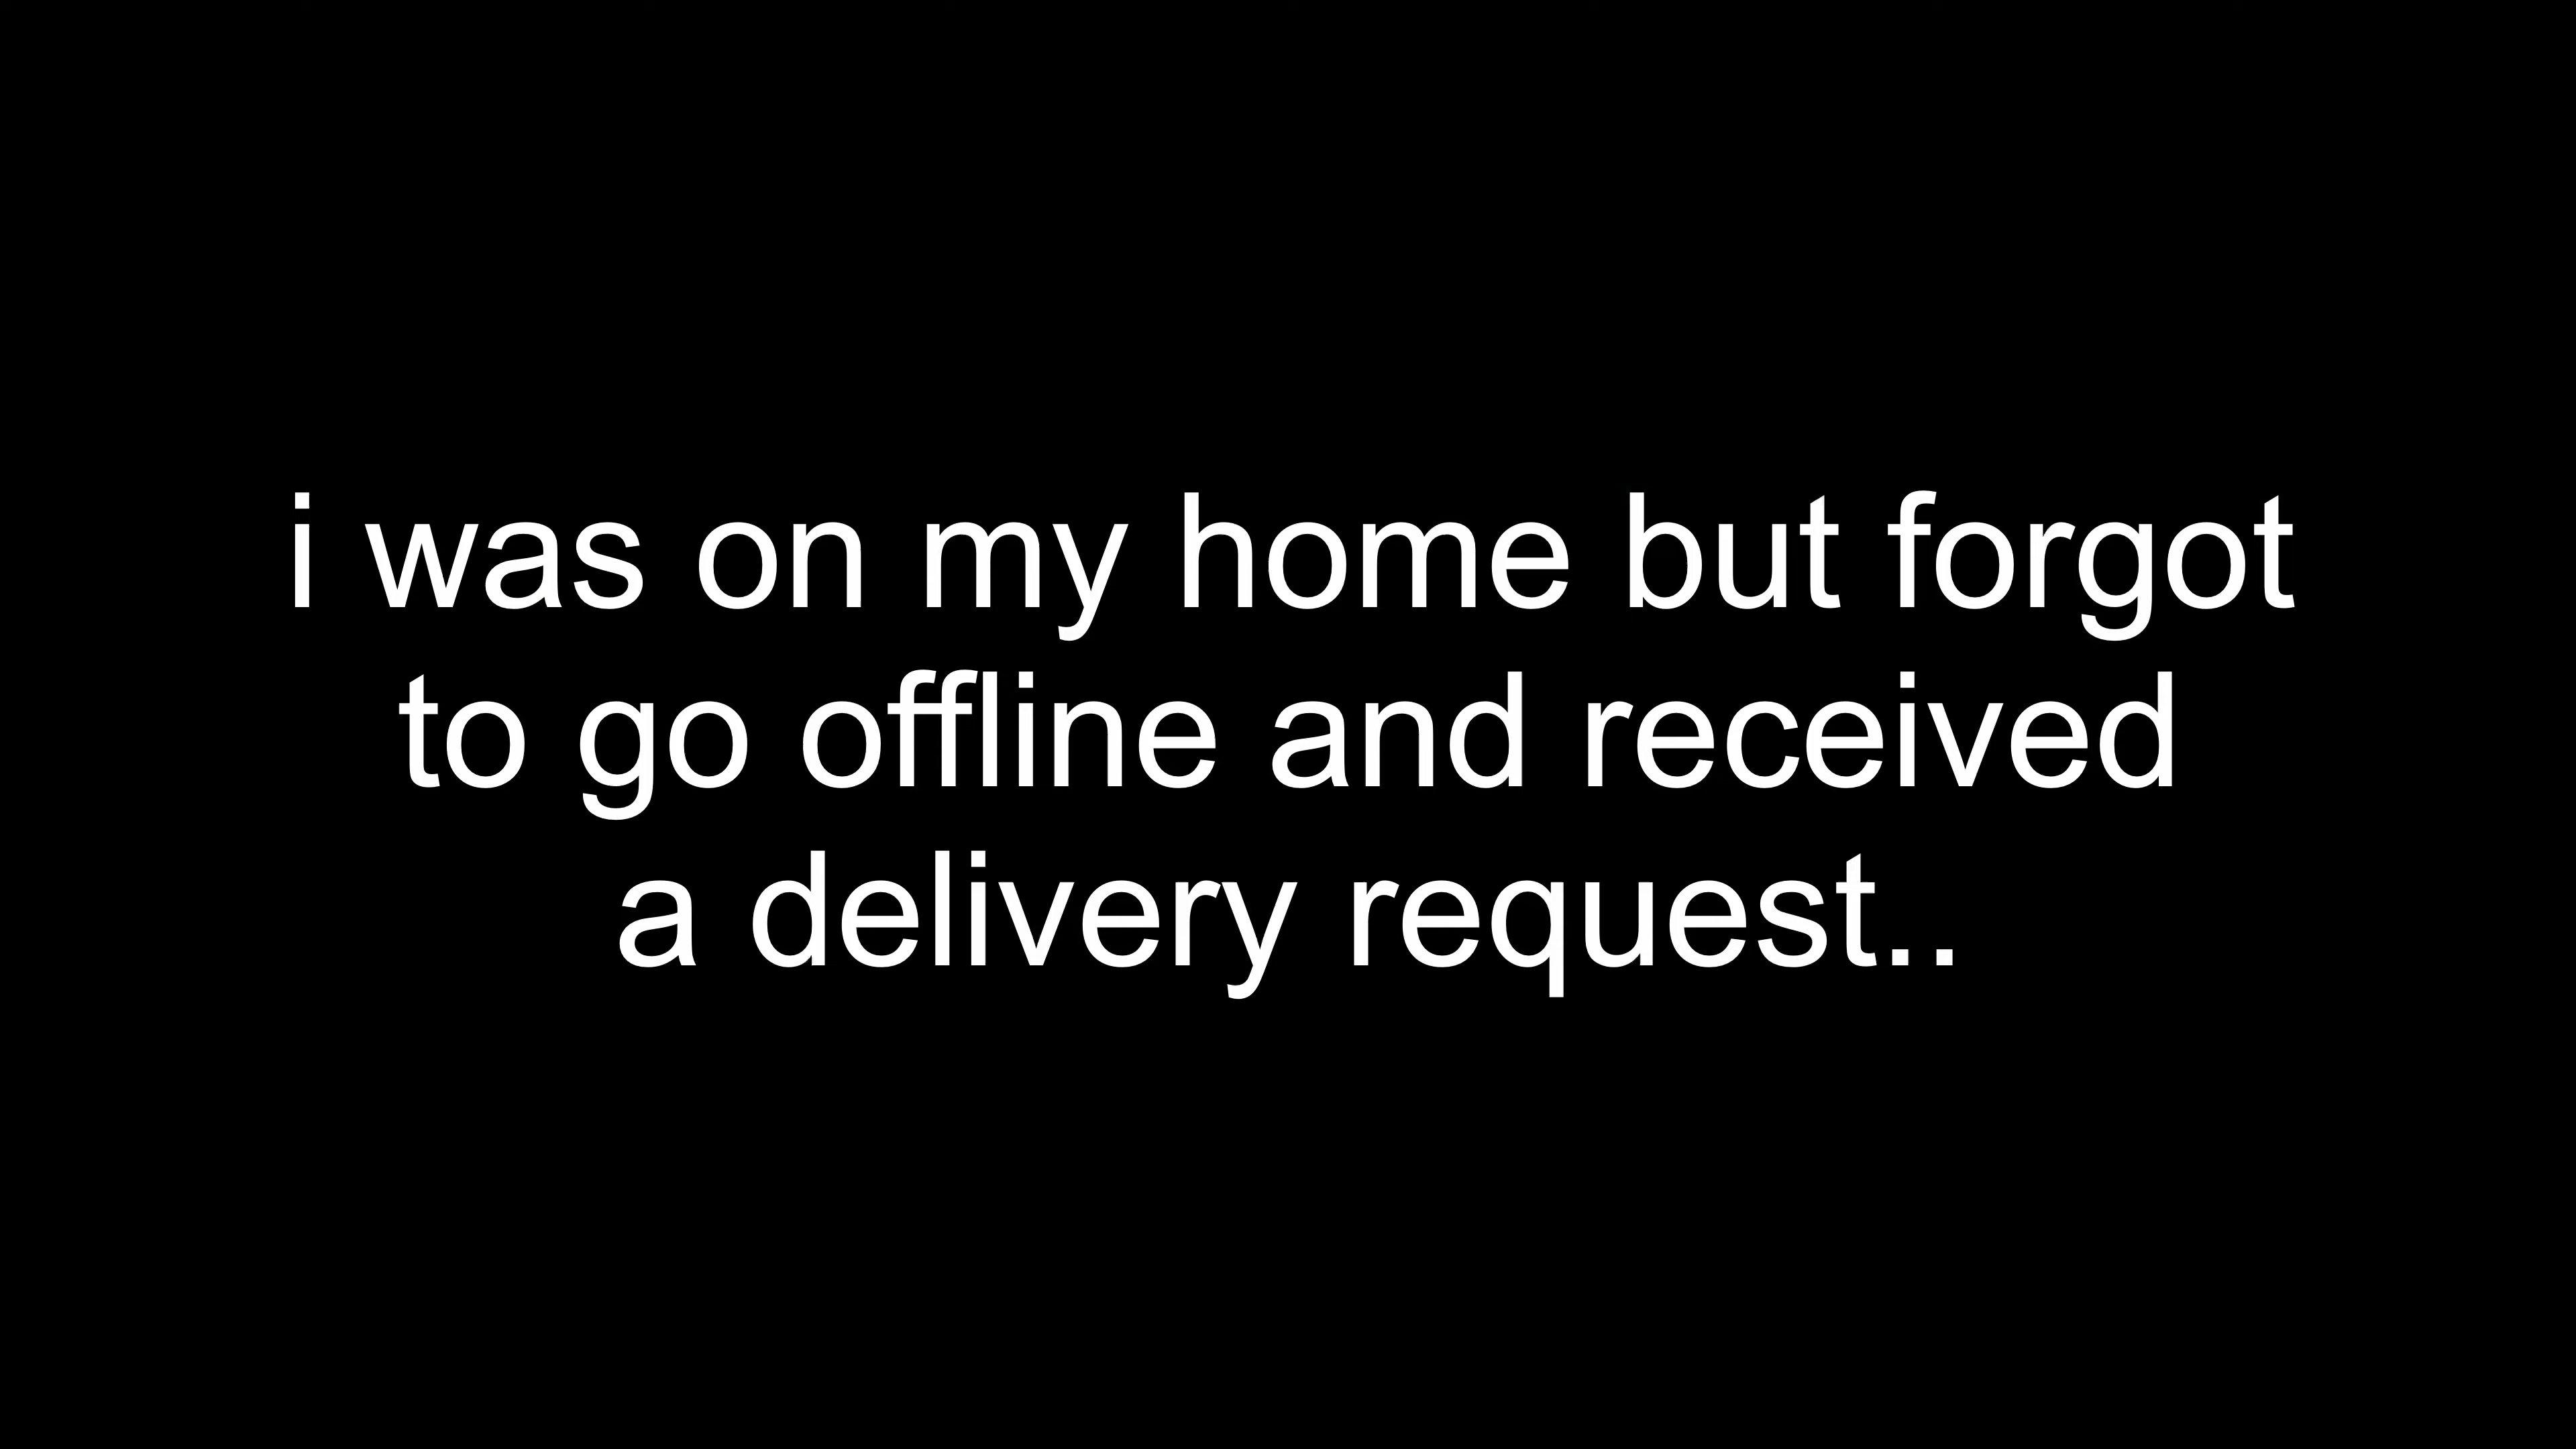 i was on my home but forgot
to go offline and received
a delivery request..